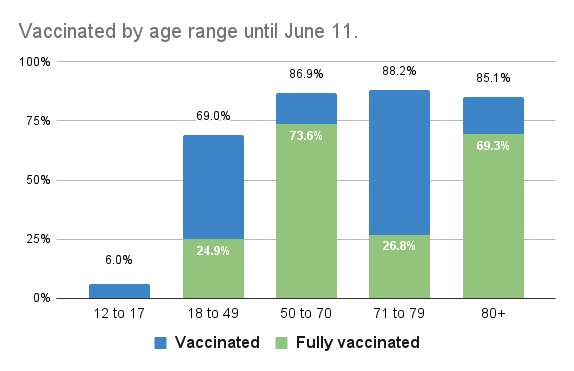 Vaccinated by age range until June 11.
100%
75%
50%
25%
0%
6.0%
69.0%
24.9%
86.9%
73.6%
88.2%
26.8%
85.1%
69.3%
12 to 17
18 to 49
50 to 70
71 to 79
80+
Vaccinated
Fully vaccinated